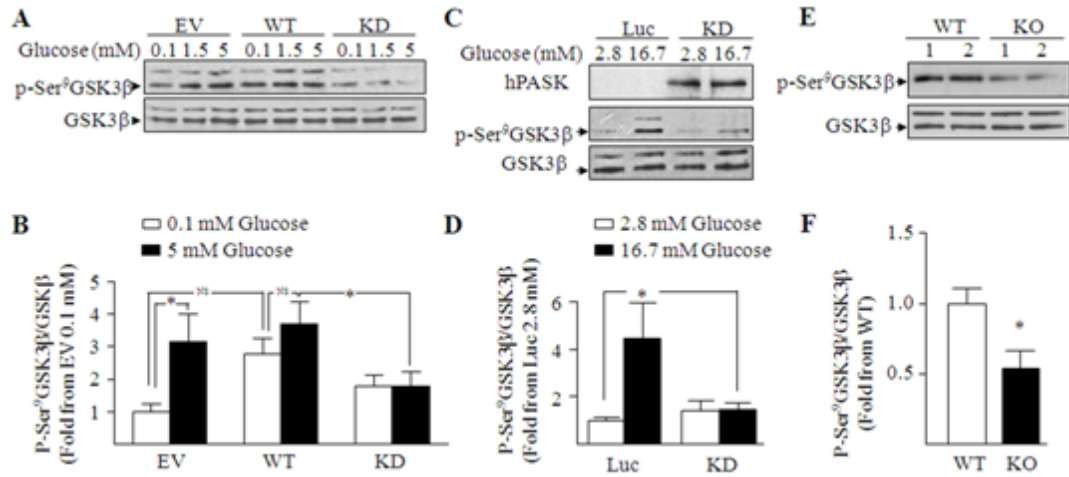 A
EV WT KD
Glucose (mM) 0.1 1.5 5 0.1 1.5 5 0.1 1.5 5
p-Ser⁹GSK3β
GSK3β
B
0.1 mM Glucose
5 mM Glucose
P-Ser⁹GSK3β/GSKβ
(Fold from EV 0.1 mM)
5
4
3
2
1
* *
EV WT KD
C
Luc KD
Glucose (mM) 2.8 16.7 2.8 16.7
hPASK
p-Ser⁹GSK3β
GSK3β
D
2.8 mM Glucose
16.7 mM Glucose
P-Ser⁹GSK3β/GSK3β
(Fold from Luc 2.8 mM)
6
4
2
*
Luc KD
E
WT KO
1 2 1 2
p-Ser⁹GSK3β
GSK3β
F
P-Ser⁹GSK3β/GSK3β
(Fold from WT)
1.5
1.0
0.5
*
WT KO